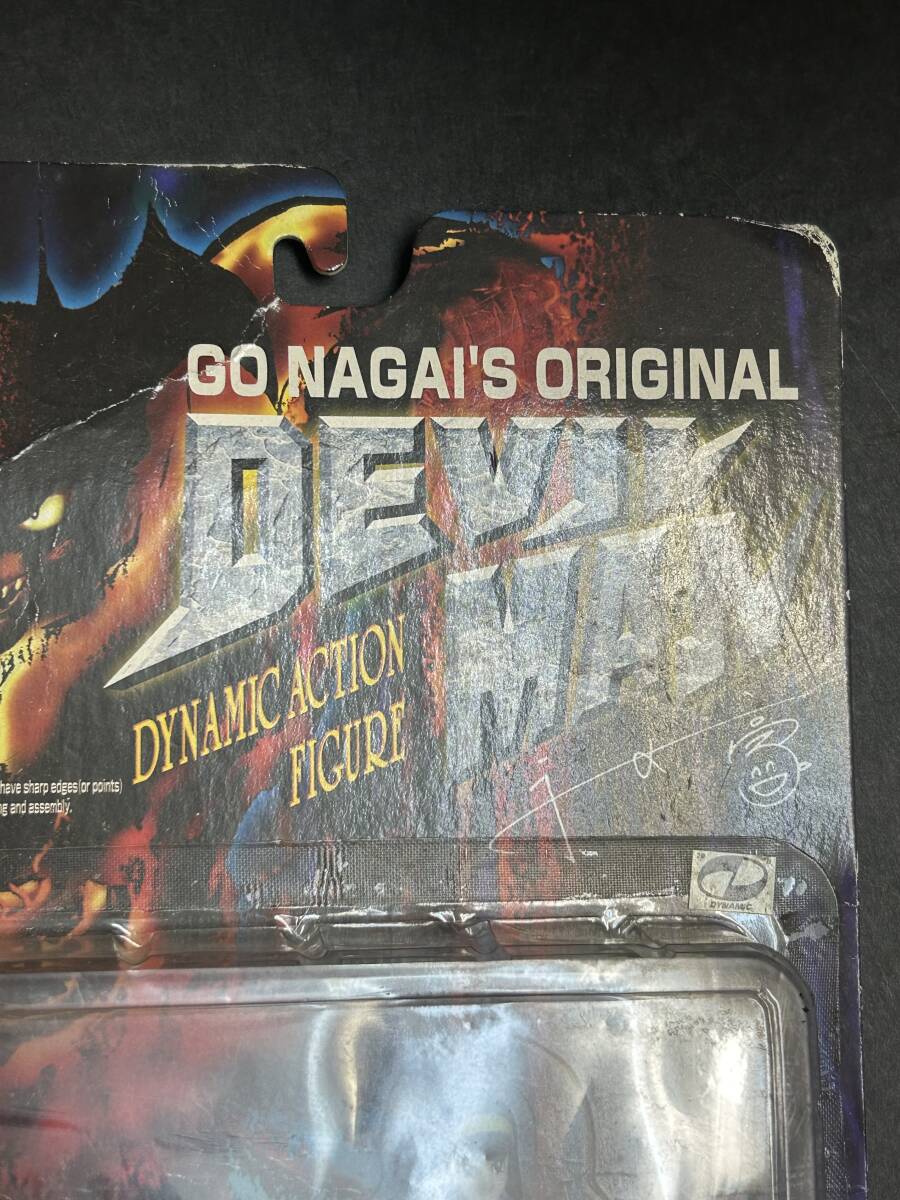 GO NAGAI'S ORIGINAL
DEVIL
MAN
DYNAMIC ACTION
FIGURE
have sharp edges(or points)
ng and assembly.
DYNAMIC